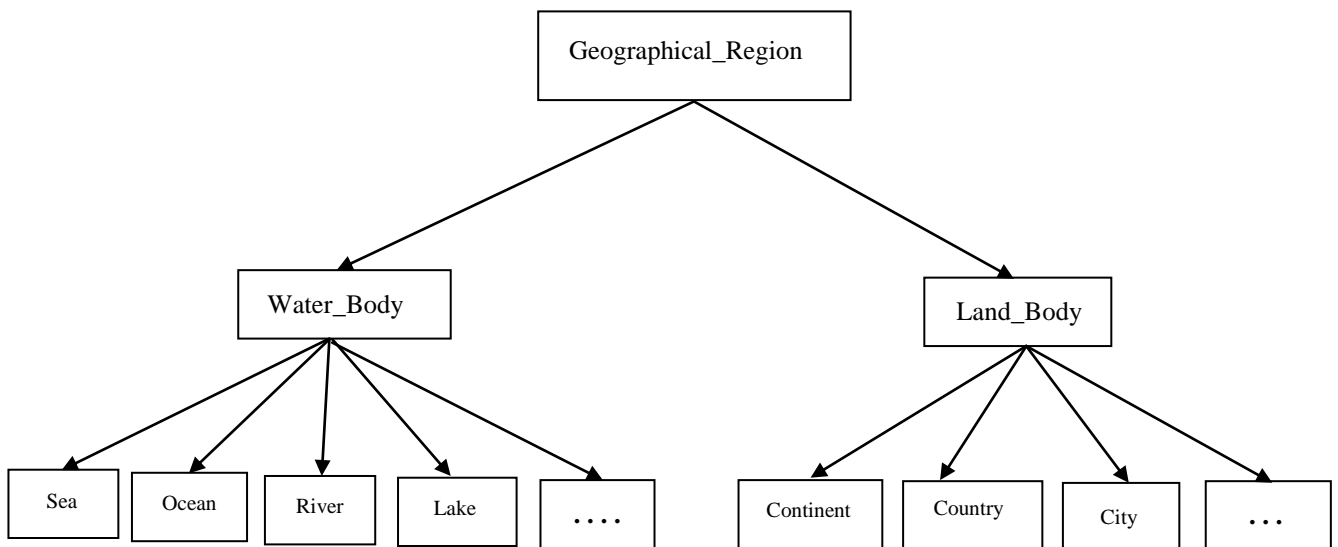 Geographical_Region
Water_Body
Land_Body
Sea
Ocean
River
Lake
....
Continent
Country
City
...